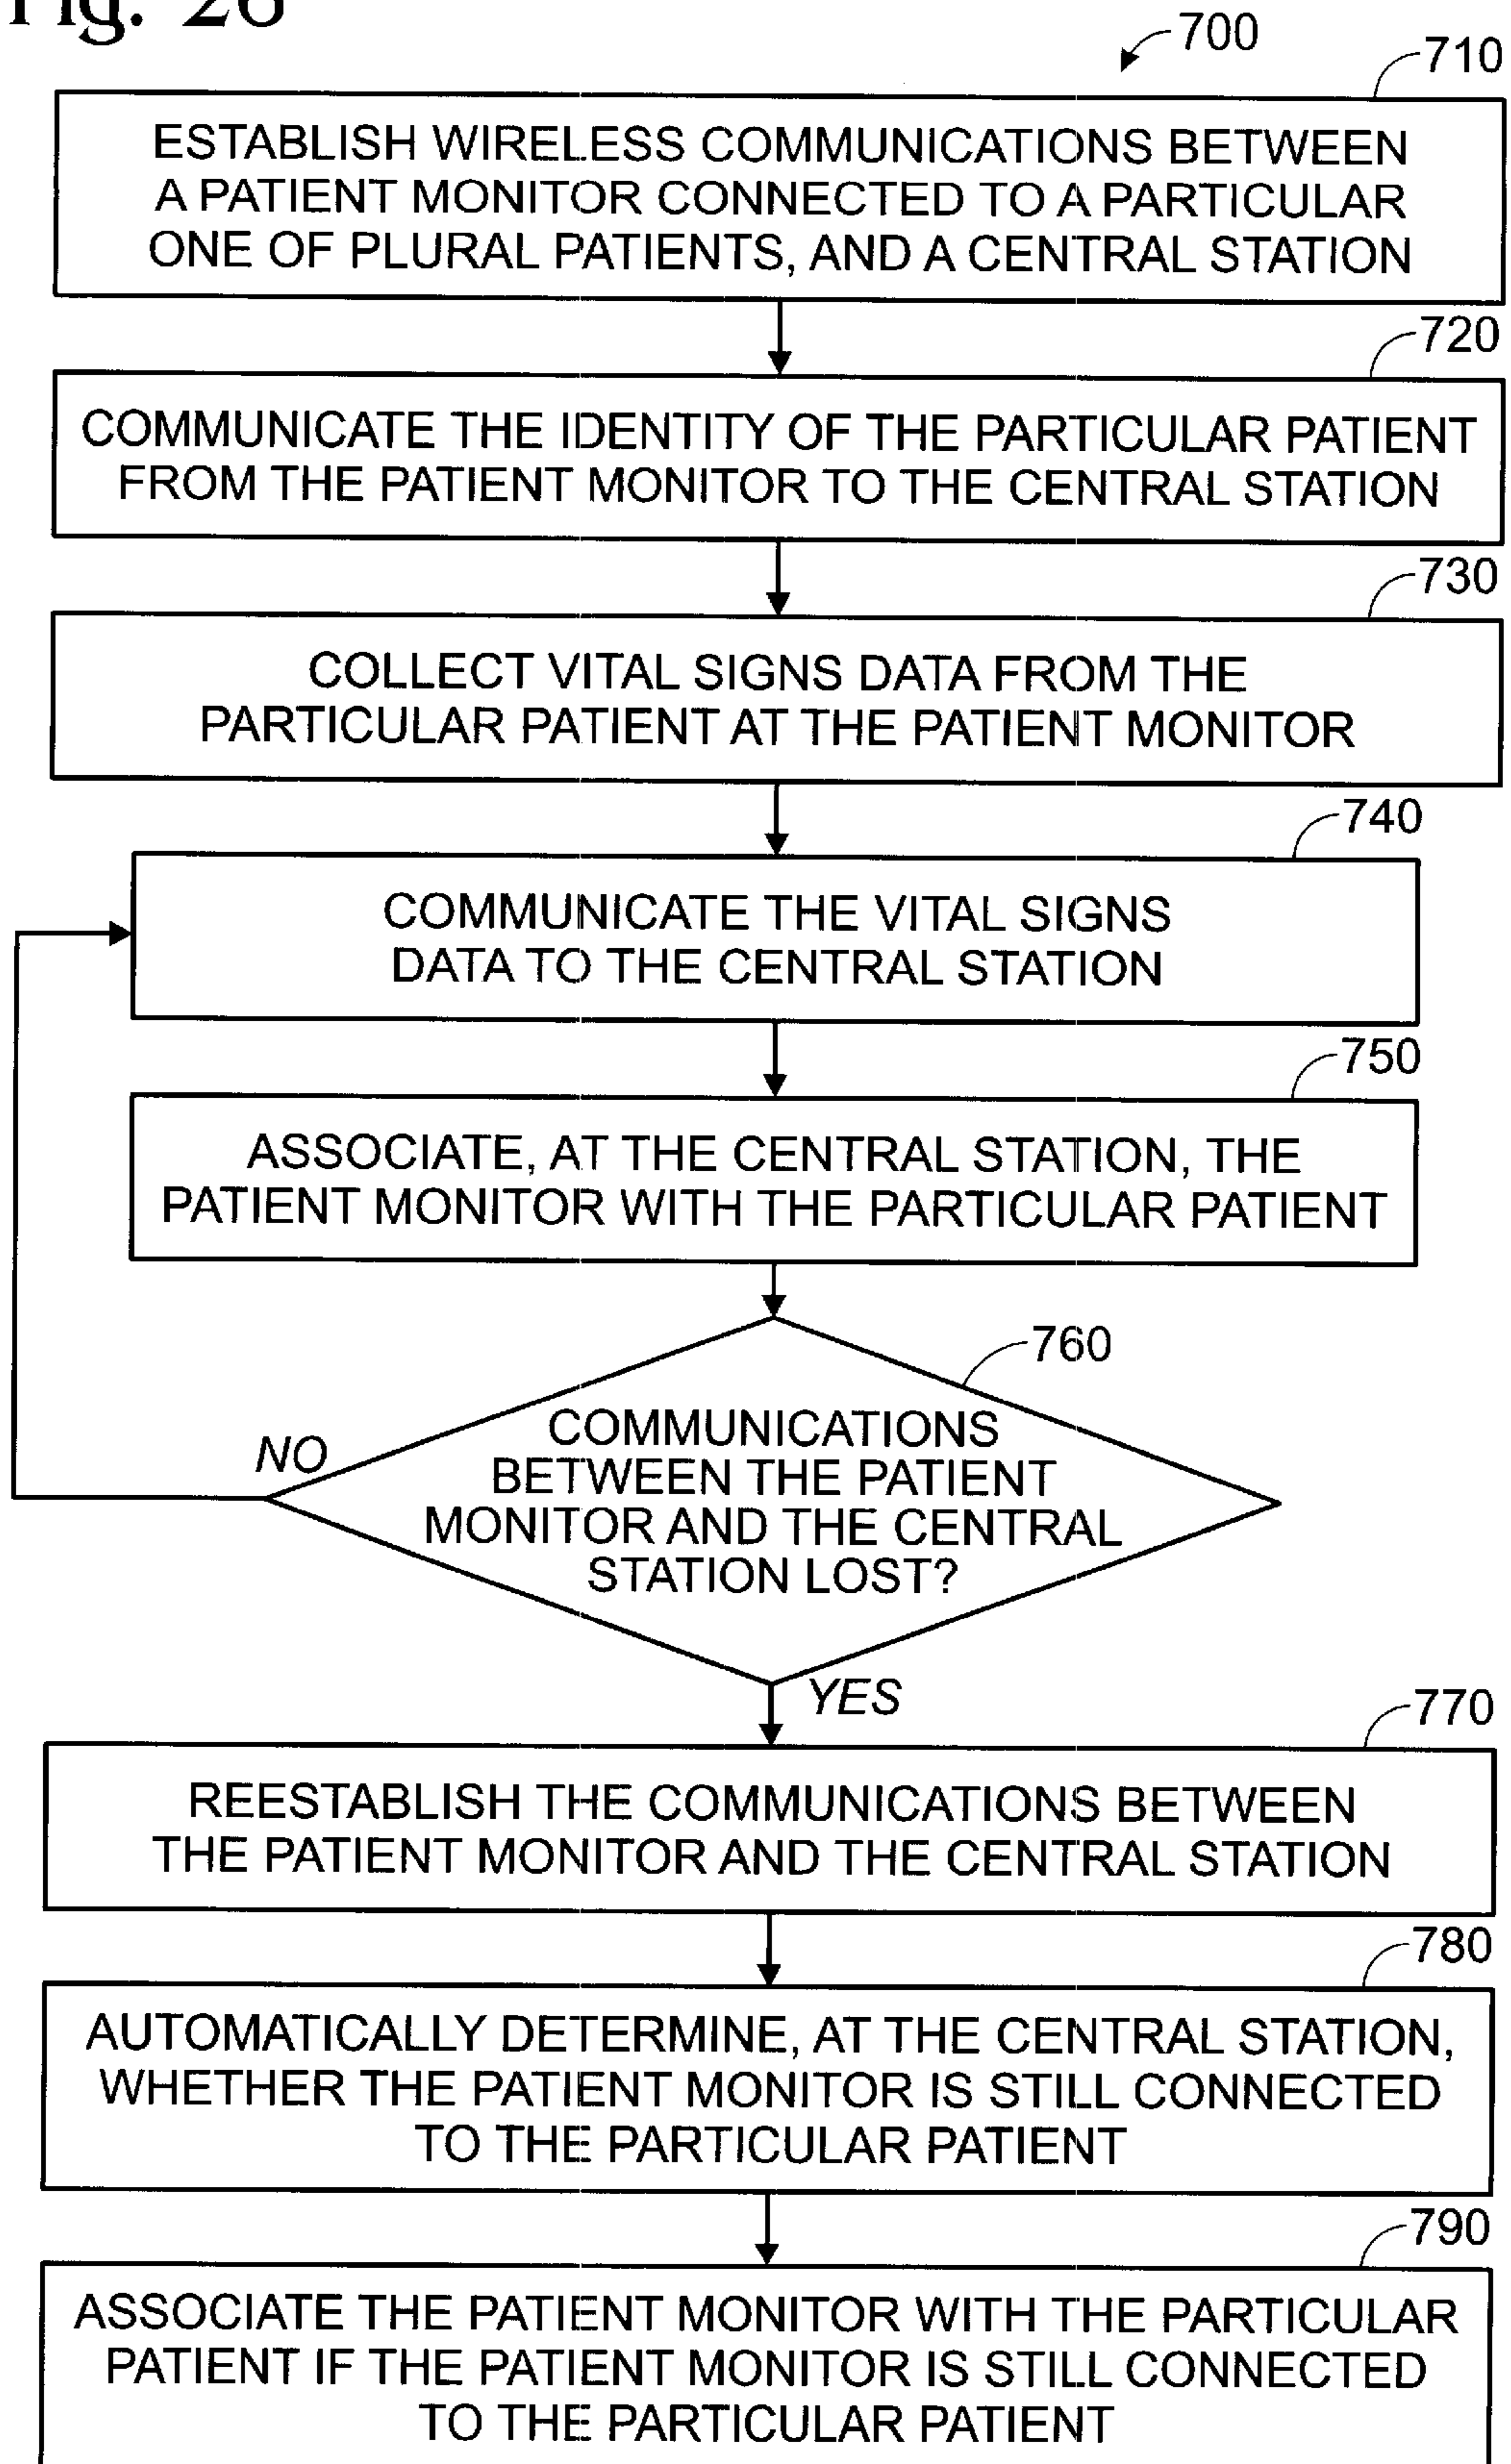 Fig. 26
700
710
ESTABLISH WIRELESS COMMUNICATIONS BETWEEN
A PATIENT MONITOR CONNECTED TO A PARTICULAR
ONE OF PLURAL PATIENTS, AND A CENTRAL STATION
720
COMMUNICATE THE IDENTITY OF THE PARTICULAR PATIENT
FROM THE PATIENT MONITOR TO THE CENTRAL STATION
730
COLLECT VITAL SIGNS DATA FROM THE
PARTICULAR PATIENT AT THE PATIENT MONITOR
740
COMMUNICATE THE VITAL SIGNS
DATA TO THE CENTRAL STATION
750
ASSOCIATE, AT THE CENTRAL STATION, THE
PATIENT MONITOR WITH THE PARTICULAR PATIENT
760
COMMUNICATIONS
BETWEEN THE PATIENT
MONITOR AND THE CENTRAL
STATION LOST?
NO
YES
770
REESTABLISH THE COMMUNICATIONS BETWEEN
THE PATIENT MONITOR AND THE CENTRAL STATION
780
AUTOMATICALLY DETERMINE, AT THE CENTRAL STATION,
WHETHER THE PATIENT MONITOR IS STILL CONNECTED
TO THE PARTICULAR PATIENT
790
ASSOCIATE THE PATIENT MONITOR WITH THE PARTICULAR
PATIENT IF THE PATIENT MONITOR IS STILL CONNECTED
TO THE PARTICULAR PATIENT